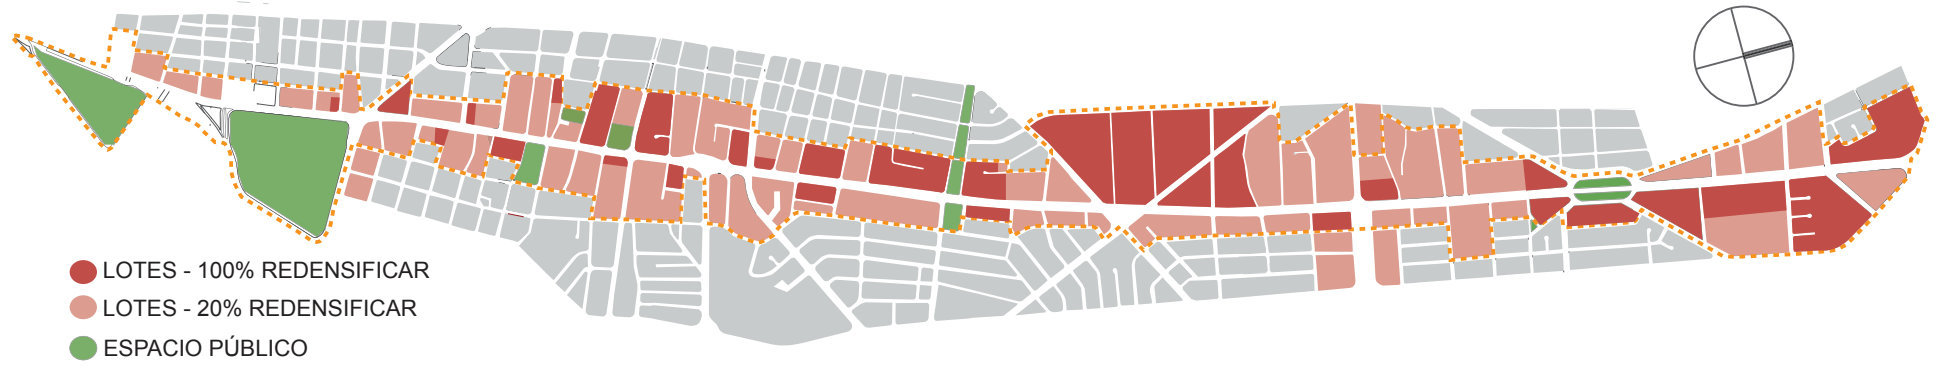 LOTES - 100% REDENSIFICAR
LOTES - 20% REDENSIFICAR
ESPACIO PÚBLICO